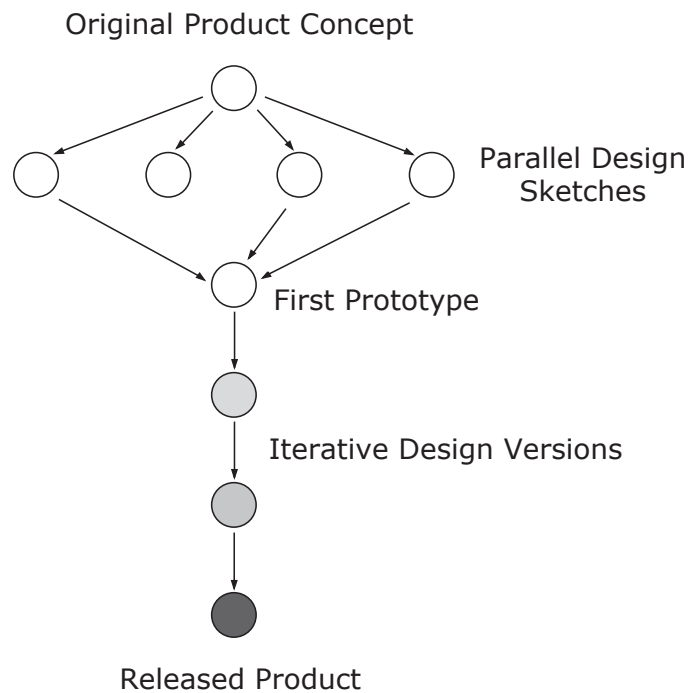 Original Product Concept
Parallel Design
Sketches
First Prototype
Iterative Design Versions
Released Product